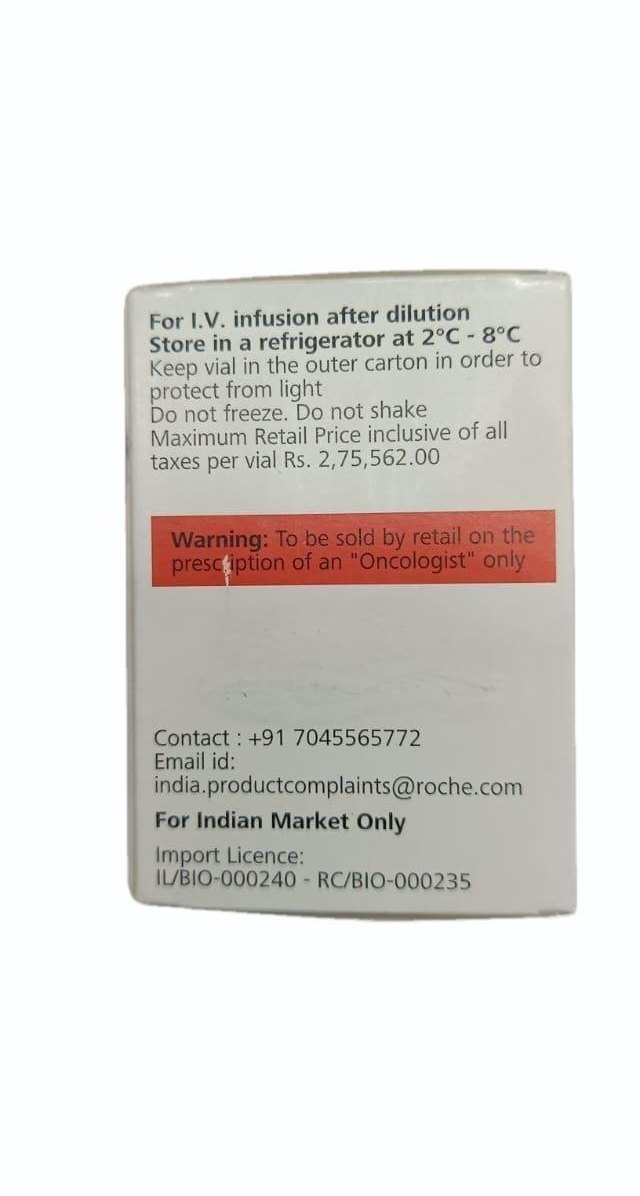 For I.V. infusion after dilution
Store in a refrigerator at 2°C - 8°C
Keep vial in the outer carton in order to
protect from light
Do not freeze. Do not shake
Maximum Retail Price inclusive of all
taxes per vial Rs. 2,75,562.00
Warning: To be sold by retail on the
prescription of an "Oncologist" only
Contact : +91 7045565772
Email id:
india.productcomplaints@roche.com
For Indian Market Only
Import Licence:
IL/BIO-000240 - RC/BIO-000235